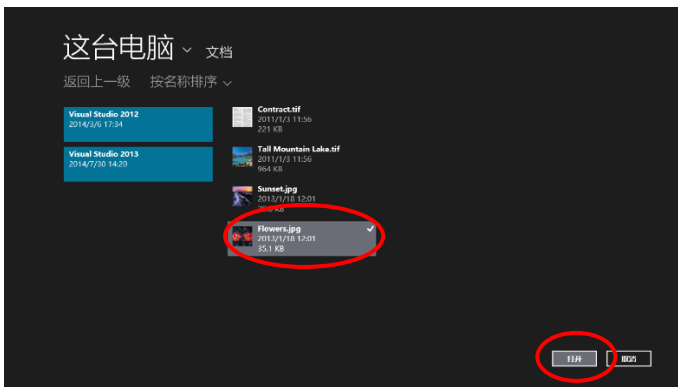 这台电脑 文档
返回上一级 按名称排序
Visual Studio 2012
2014/3/6 17:34
Visual Studio 2013
2014/7/30 14:20
Contract.tif
2011/1/3 11:56
221 KB
Tall Mountain Lake.tif
2011/1/3 11:56
964 KB
Sunset.jpg
2013/1/18 12:01
KB
Flowers.jpg
2013/1/18 12:01
35.1 KB
打开 取消